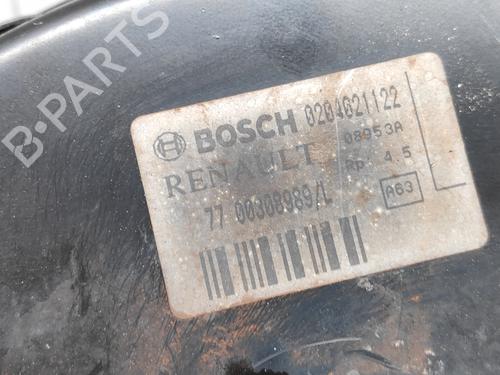 B-PARTS
BOSCH 0204021122
RENAULT 08953A
Rp. 4.5
77 00308989/L
A63